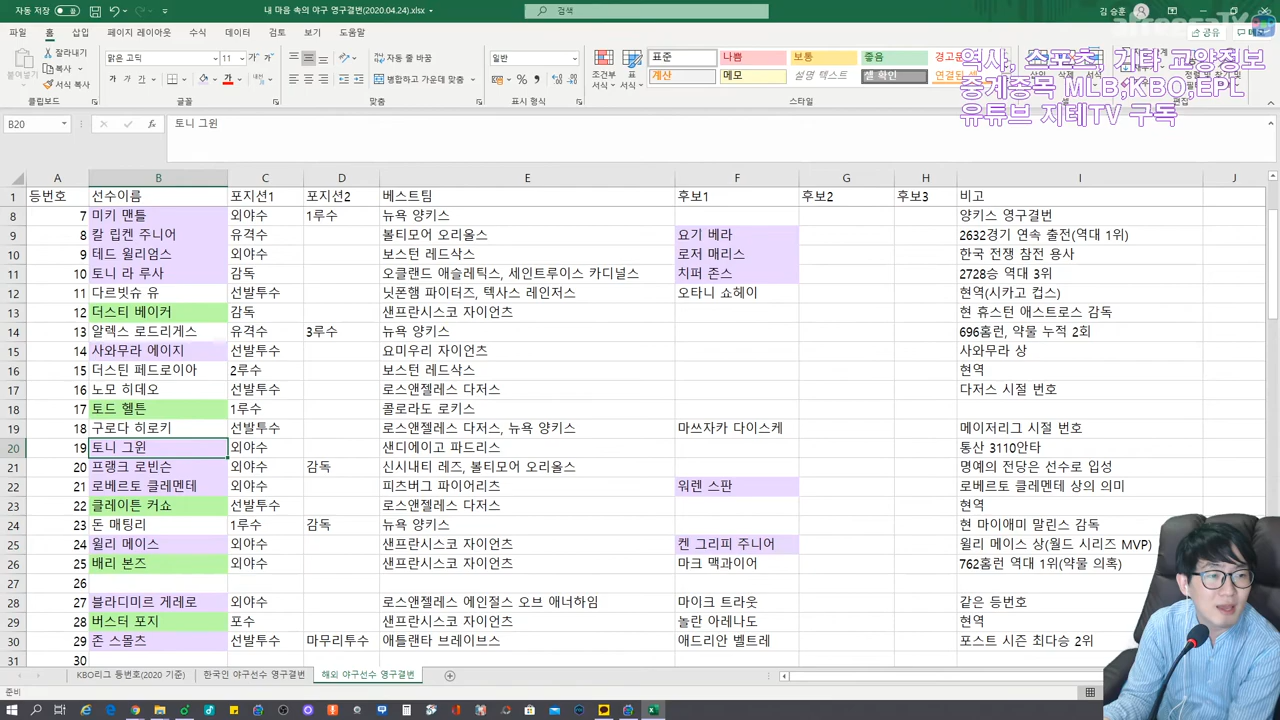 자동 저장
내 마음 속의 야구 영구결번(2020.04.24).xlsx
검색
김 승훈
afreecaTV
파일 홈 삽입 페이지 레이아웃 수식 데이터 검토 보기 도움말
공유
역사, 스포츠, 기타 교양정보
중계종목 MLB,KBO,EPL
유튜브 지테TV 구독
붙여넣기
잘라내기
복사
서식 복사
클립보드
맑은 고딕 11
글꼴
자동 줄 바꿈
병합하고 가운데 맞춤
맞춤
일반
표시 형식
조건부 서식
표준 나쁨 보통 좋음
계산 메모 설명 텍스트 셀 확인
스타일
편집
B20 토니 그윈
A B C D E F G H I J
1 등번호 선수이름 포지션1 포지션2 베스트팀 후보1 후보2 후보3 비고
8 7 미키 맨틀 외야수 1루수 뉴욕 양키스 양키스 영구결번
9 8 칼 립켄 주니어 유격수 볼티모어 오리올스 요기 베라 2632경기 연속 출전(역대 1위)
10 9 테드 윌리엄스 외야수 보스턴 레드삭스 로저 매리스 한국 전쟁 참전 용사
11 10 토니 라 루사 감독 오클랜드 애슬레틱스, 세인트루이스 카디널스 치퍼 존스 2728승 역대 3위
12 11 다르빗슈 유 선발투수 닛폰햄 파이터즈, 텍사스 레인저스 오타니 쇼헤이 현역(시카고 컵스)
13 12 더스티 베이커 감독 샌프란시스코 자이언츠 현 휴스턴 애스트로스 감독
14 13 알렉스 로드리게스 유격수 3루수 뉴욕 양키스 696홈런, 약물 누적 2회
15 14 사와무라 에이지 선발투수 요미우리 자이언츠 사와무라 상
16 15 더스틴 페드로이아 2루수 보스턴 레드삭스 현역
17 16 노모 히데오 선발투수 로스앤젤레스 다저스 다저스 시절 번호
18 17 토드 헬튼 1루수 콜로라도 로키스
19 18 구로다 히로키 선발투수 로스앤젤레스 다저스, 뉴욕 양키스 마쓰자카 다이스케 메이저리그 시절 번호
20 19 토니 그윈 외야수 샌디에이고 파드리스 통산 3110안타
21 20 프랭크 로빈슨 외야수 감독 신시내티 레즈, 볼티모어 오리올스 명예의 전당은 선수로 입성
22 21 로베르토 클레멘테 외야수 피츠버그 파이어리츠 워렌 스판 로베르토 클레멘테 상의 의미
23 22 클레이튼 커쇼 선발투수 로스앤젤레스 다저스 현역
24 23 돈 매팅리 1루수 감독 뉴욕 양키스 현 마이애미 말린스 감독
25 24 윌리 메이스 외야수 샌프란시스코 자이언츠 켄 그리피 주니어 윌리 메이스 상(월드 시리즈 MVP)
26 25 배리 본즈 외야수 샌프란시스코 자이언츠 마크 맥과이어 762홈런 역대 1위(약물 의혹)
27 26
28 27 블라디미르 게레로 외야수 로스앤젤레스 에인절스 오브 애너하임 마이크 트라웃 같은 등번호
29 28 버스터 포지 포수 샌프란시스코 자이언츠 놀란 아레나도 현역
30 29 존 스몰츠 선발투수 마무리투수 애틀랜타 브레이브스 애드리안 벨트레 포스트 시즌 최다승 2위
31 30
KBO리그 등번호(2020 기준) 한국인 야구선수 영구결번 해외 야구선수 영구결번
준비